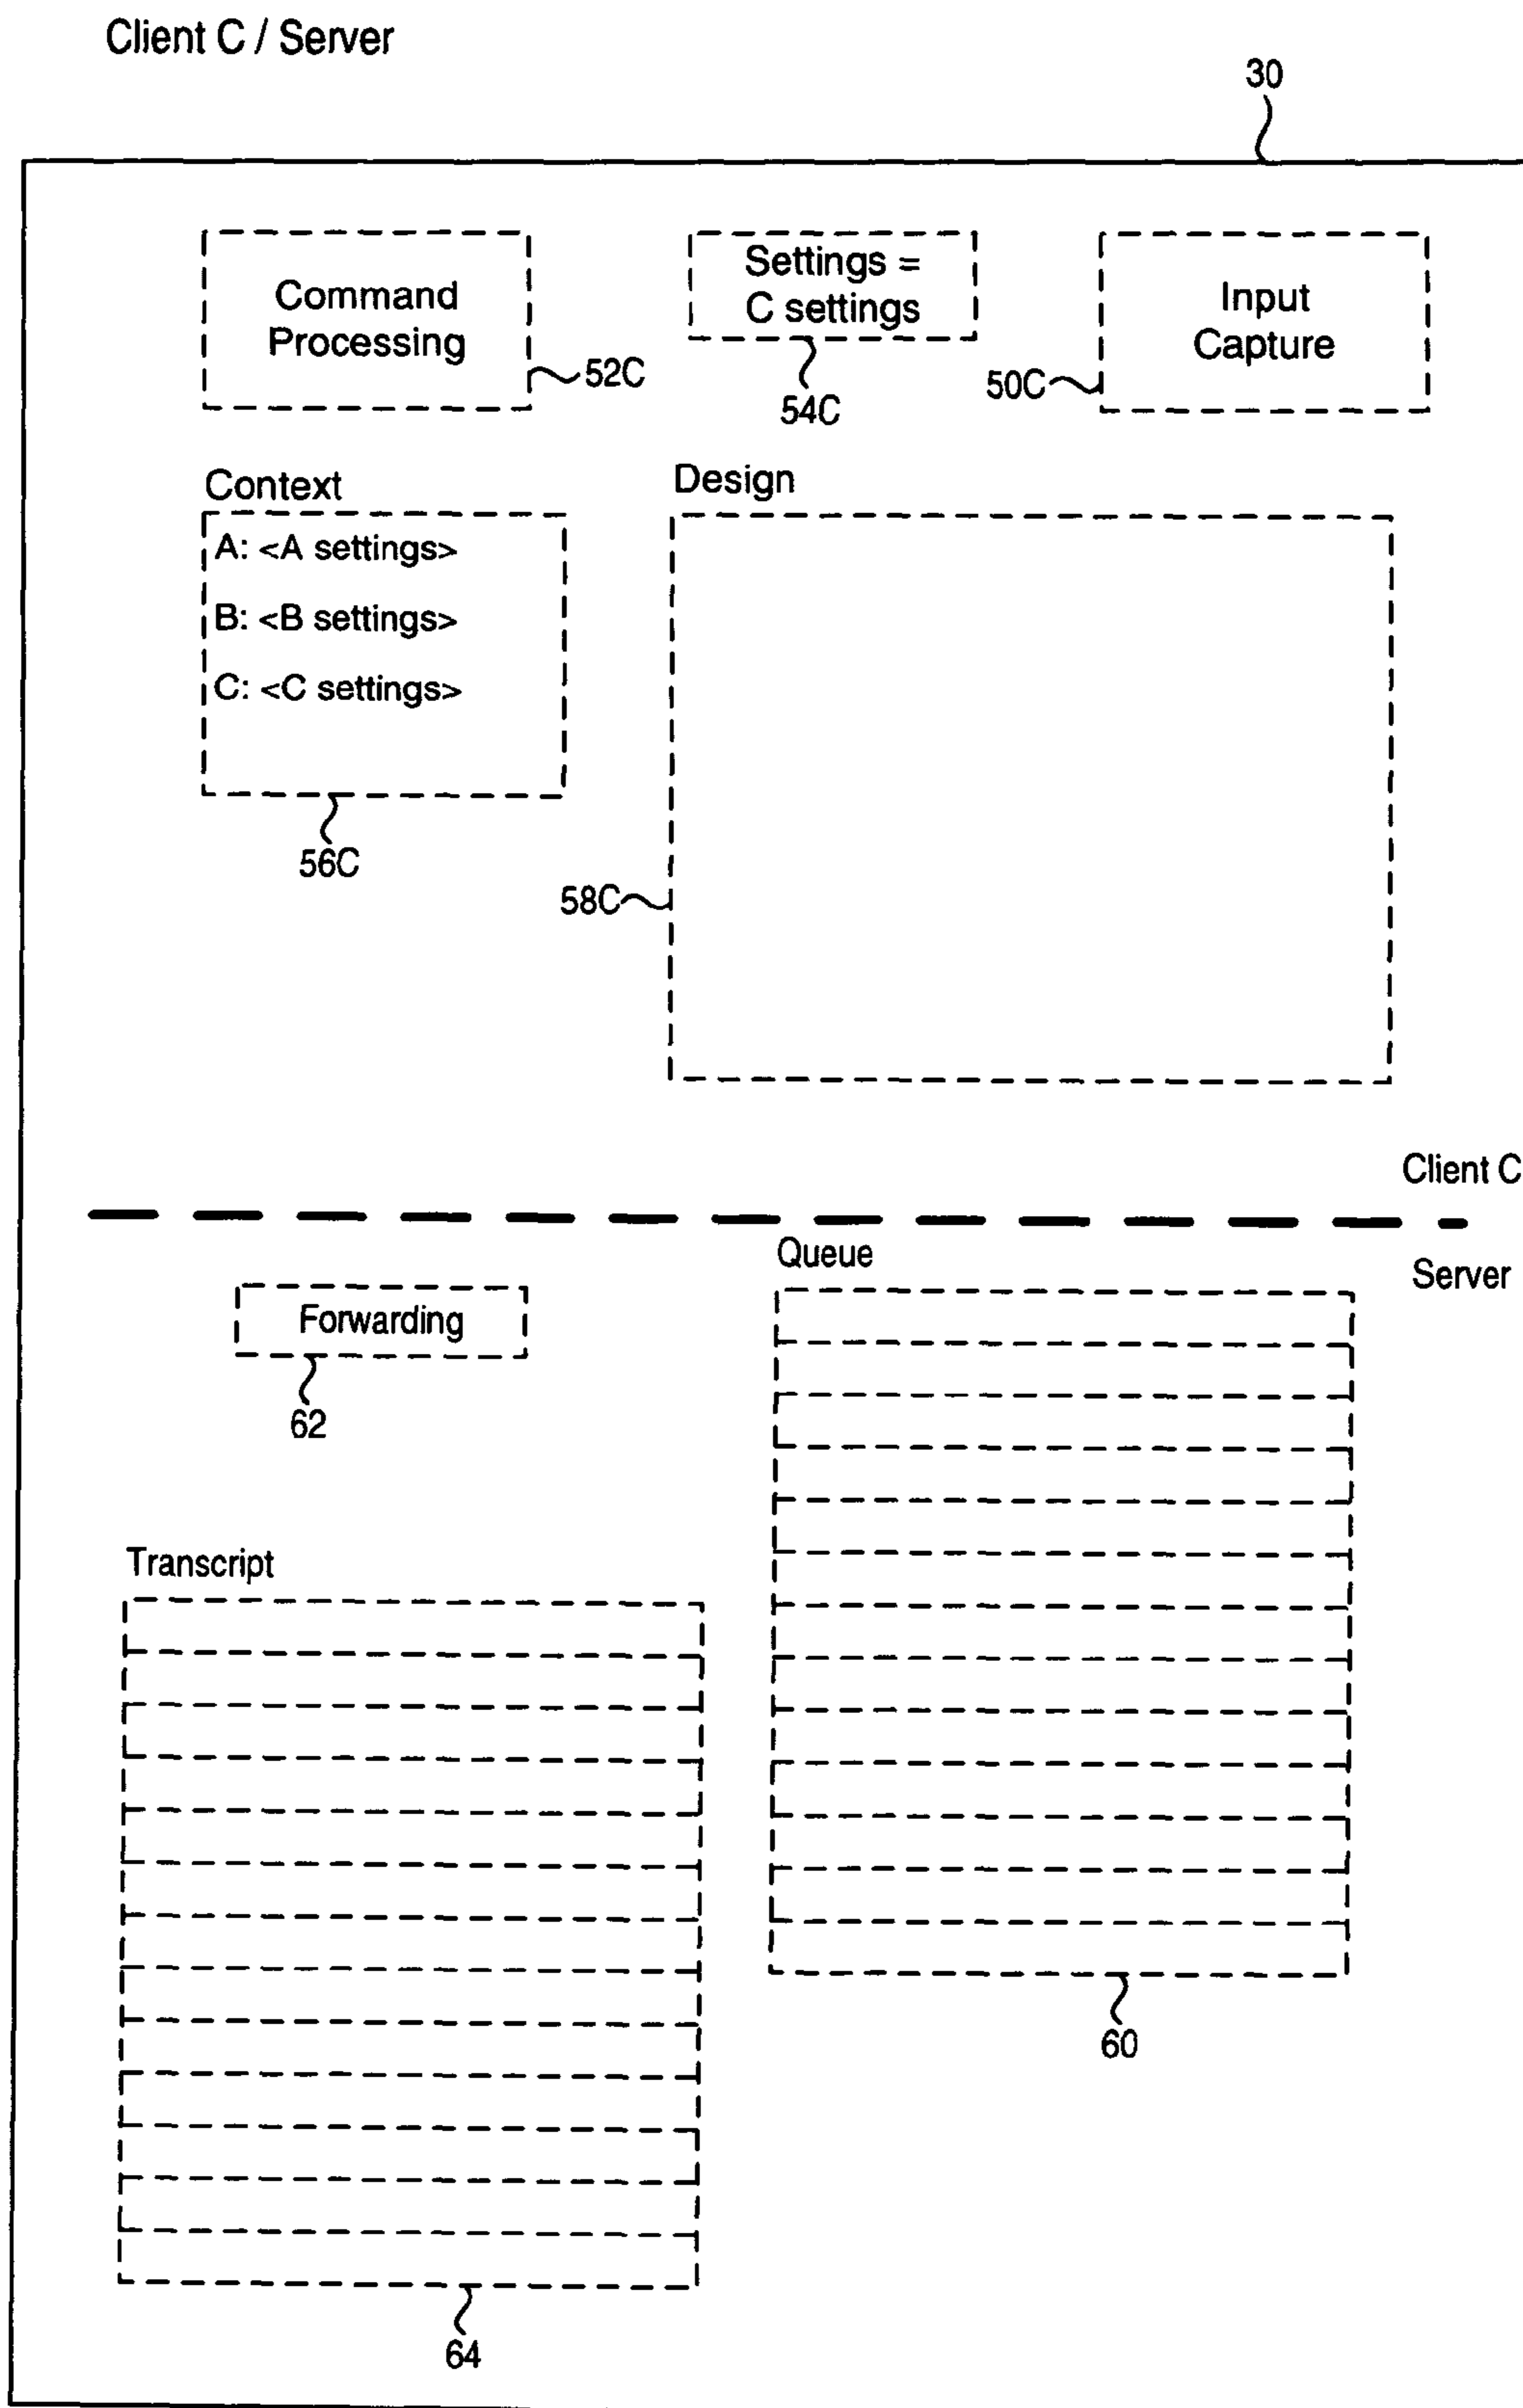 Client C / Server
30
Command
Processing
52C
Settings =
C settings
54C
Input
Capture
50C
Context
A: <A settings>
B: <B settings>
C: <C settings>
56C
Design
58C
Client C
Server
Forwarding
62
Queue
60
Transcript
64